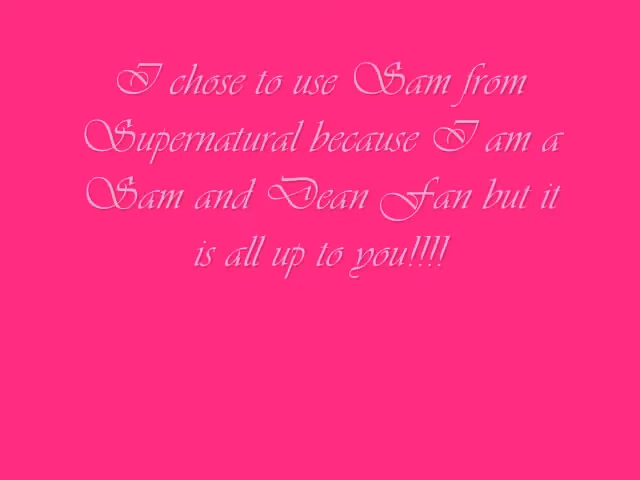 I chose to use Sam from
Supernatural because I am a
Sam and Dean Fan but it
is all up to you!!!!